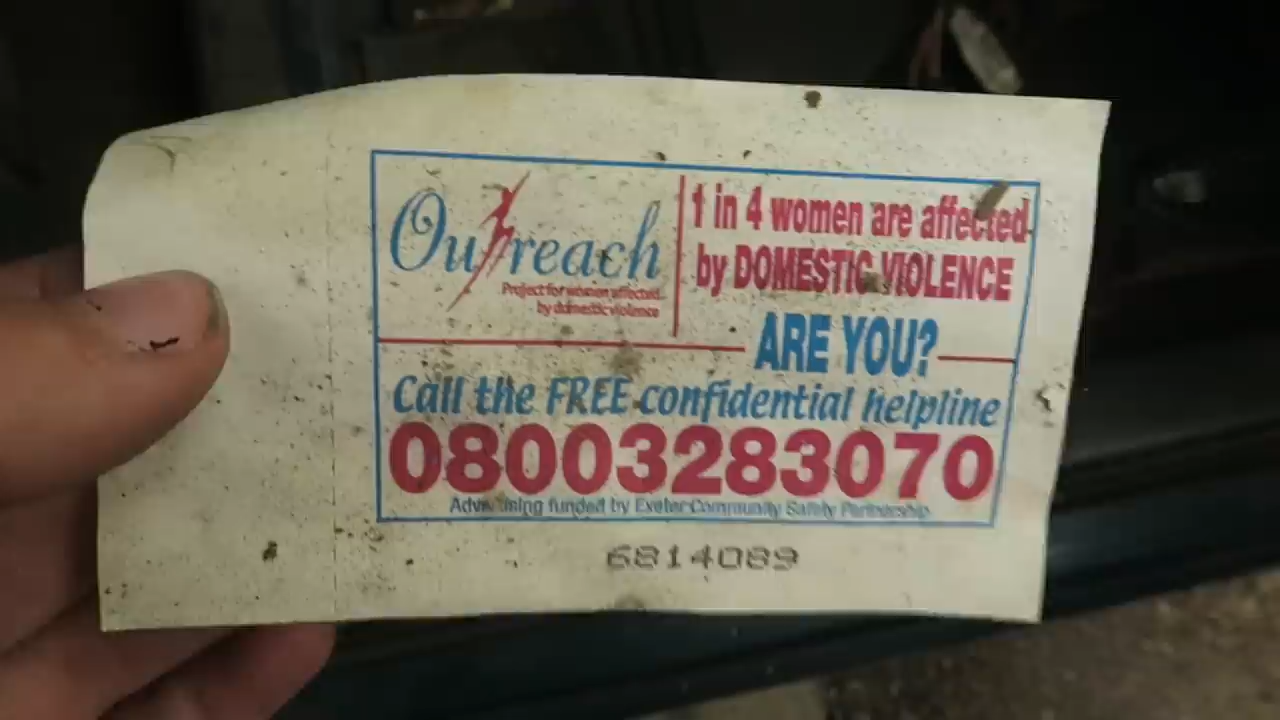 Outreach
Project for women affected
by domestic violence
1 in 4 women are affected
by DOMESTIC VIOLENCE
ARE YOU?
Call the FREE confidential helpline
08003283070
Advertising funded by Exeter Community Safety Partnership
6814089